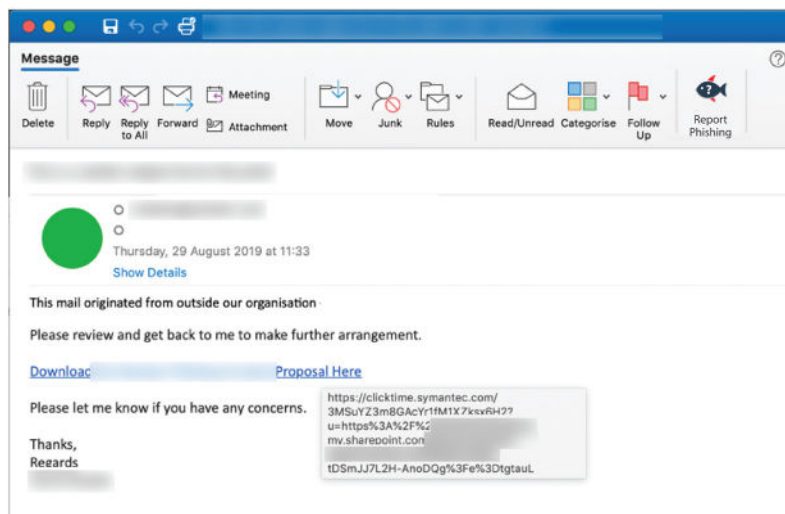 Message
Delete
Reply
Reply to All
Forward
Meeting
Attachment
Move
Junk
Rules
Read/Unread
Categorise
Follow Up
Report Phishing
Thursday, 29 August 2019 at 11:33
Show Details
This mail originated from outside our organisation
Please review and get back to me to make further arrangement.
Download Proposal Here
Please let me know if you have any concerns.
https://clicktime.symantec.com/
3MSuYZ3m8GAcYr1fM1XZksx6H2?
u=https%3A%2F%2
my.sharepoint.com
tDSmJJ7L2H-AnoDQg%3Fe%3DtgtauL
Thanks,
Regards